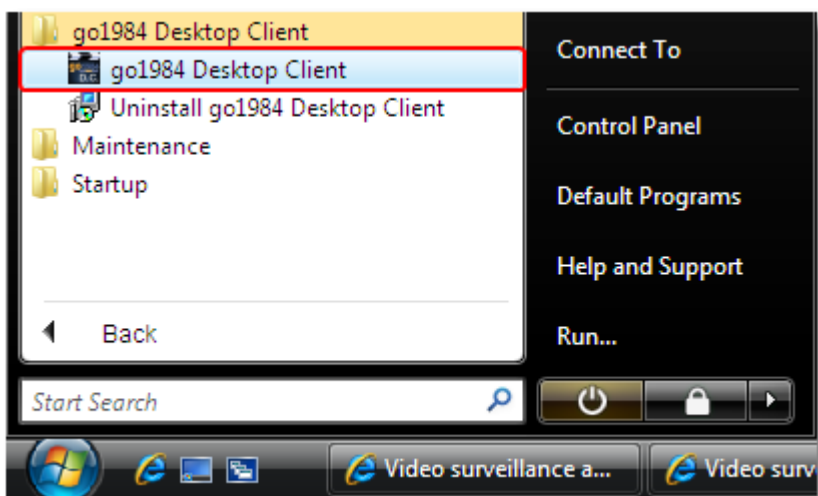 go1984 Desktop Client
go1984 Desktop Client
Uninstall go1984 Desktop Client
Maintenance
Startup
Back
Start Search
Connect To
Control Panel
Default Programs
Help and Support
Run...
Video surveillance a...
Video surv